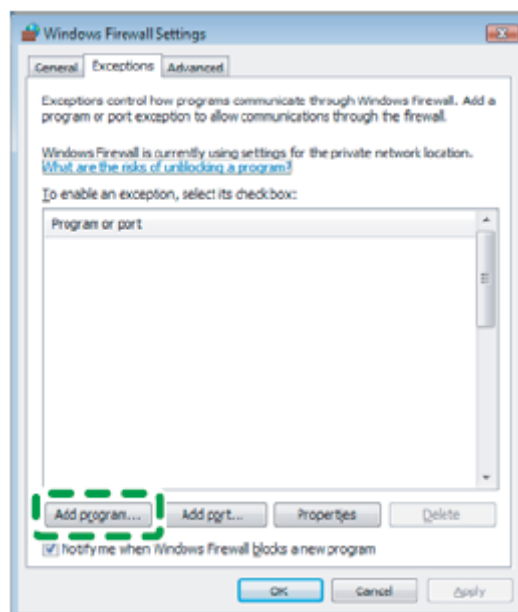 Windows Firewall Settings
General Exceptions Advanced
Exceptions control how programs communicate through Windows Firewall. Add a
program or port exception to allow communications through the firewall.
Windows Firewall is currently using settings for the private network location.
What are the risks of unblocking a program?
To enable an exception, select its checkbox:
Program or port
Add program... Add port... Properties Delete
Notify me when Windows Firewall blocks a new program
OK Cancel Apply